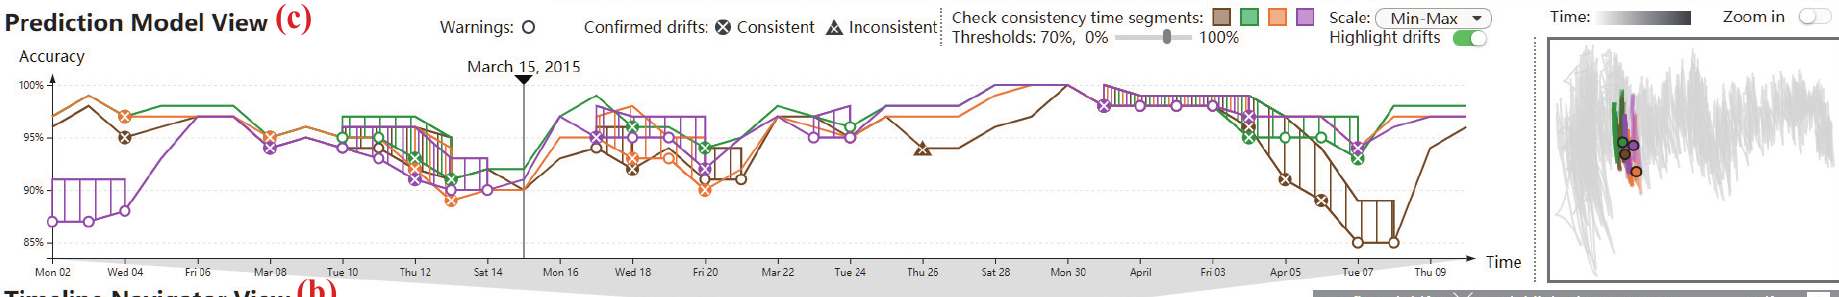 Prediction Model View (c)
Warnings:
Confirmed drifts: Consistent Inconsistent
Check consistency time segments:
Thresholds: 70%, 0% 100%
Scale: Min-Max
Highlight drifts
Time: Zoom in
Accuracy
March 15, 2015
100%
95%
90%
85%
Mon 02 Wed 04 Fri 06 Mar 08 Tue 10 Thu 12 Sat 14 Mon 16 Wed 18 Fri 20 Mar 22 Tue 24 Thu 26 Sat 28 Mon 30 April Fri 03 Apr 05 Tue 07 Thu 09
Time
Timeline Navigator View (b)